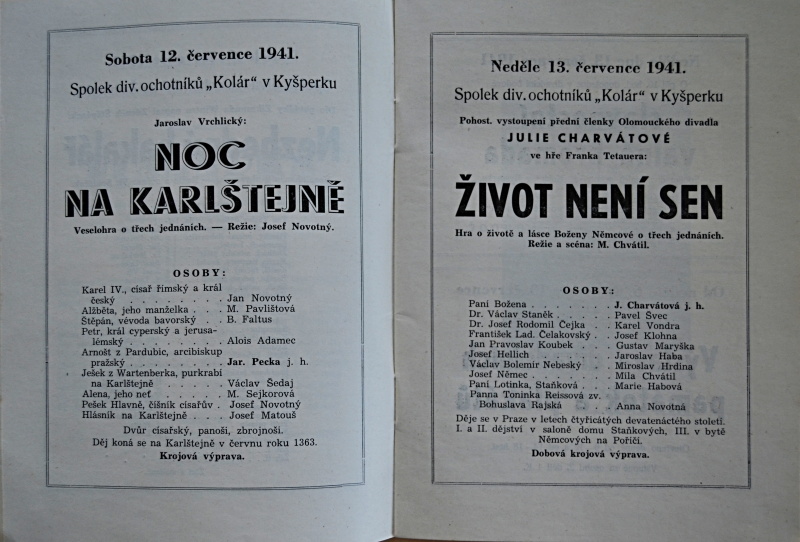 Sobota 12. července 1941.
Spolek div. ochotníků „Kolár" v Kyšperku
Jaroslav Vrchlický:
NOC
NA KARLŠTEJNĚ
Veselohra o třech jednáních. — Režie: Josef Novotný.
OSOBY:
Karel IV., císař římský a král
český . . . . . . . Jan Novotný
Alžběta, jeho manželka . . . M. Pavlištová
Štěpán, vévoda bavorský . . B. Faltus
Petr, král cyperský a jerusa-
lémský . . . . . . . Alois Adamec
Arnošt z Pardubic, arcibiskup
pražský . . . . . . . Jar. Pecka j. h.
Ješek z Wartenberka, purkrabí
na Karlštejně . . . . . Václav Šedaj
Alena, jeho neť . . . . . M. Sejkorová
Pešek Hlavně, číšník císařův . Josef Novotný
Hlásník na Karlštejně . . . Josef Matouš
Dvůr císařský, panoši, zbrojnoši.
Děj koná se na Karlštejně v červnu roku 1363.
Krojová výprava.
Neděle 13. července 1941.
Spolek div. ochotníků „Kolár" v Kyšperku
Pohost. vystoupení přední členky Olomouckého divadla
JULIE CHARVÁTOVÉ
ve hře Franka Tetauera:
ŽIVOT NENÍ SEN
Hra o životě a lásce Boženy Němcové o třech jednáních.
Režie a scéna: M. Chvátil.
OSOBY:
Paní Božena . . . . . . . J. Charvátová j. h.
Dr. Václav Staněk . . . . . Pavel Švec
Dr. Josef Rodomil Čejka . . Karel Vondra
František Lad. Čelakovský . . Josef Klohna
Jan Pravoslav Koubek . . . Gustav Maryška
Josef Hellich . . . . . . Jaroslav Haba
Václav Bolemir Nebeský . . Miroslav Hrdina
Josef Němec . . . . . . Míla Chvátil
Paní Lotinka, Staňková . . . Marie Habová
Panna Toninka Reissová zv.
Bohuslava Rajská . . . Anna Novotná
Děje se v Praze v letech čtyřicátých devatenáctého století.
I. a II. dějství v saloně domu Staňkových, III. v bytě
Němcových na Poříčí.
Dobová krojová výprava.